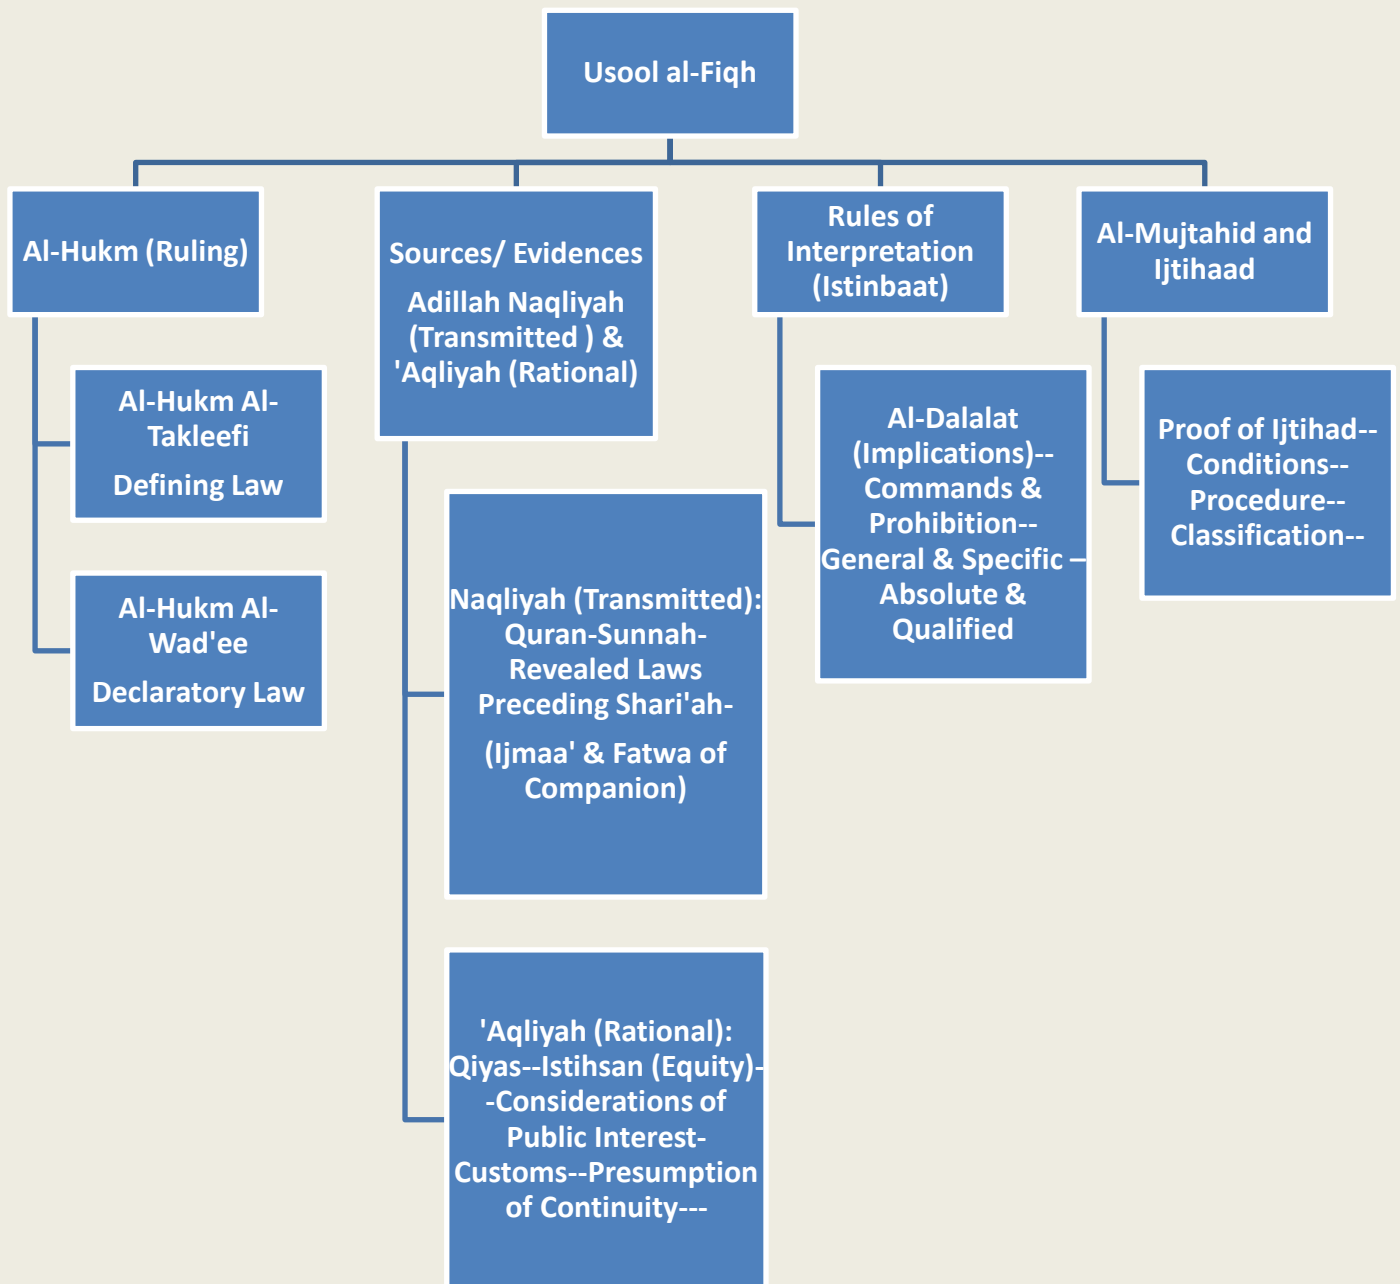 Usool al-Fiqh
Al-Hukm (Ruling)
Al-Hukm Al-
Takleefi
Defining Law
Al-Hukm Al-
Wad'ee
Declaratory Law
Sources/ Evidences
Adillah Naqliyah
(Transmitted ) &
'Aqliyah (Rational)
Naqliyah (Transmitted):
Quran-Sunnah-
Revealed Laws
Preceding Shari'ah-
(Ijmaa' & Fatwa of
Companion)
'Aqliyah (Rational):
Qiyas--Istihsan (Equity)-
-Considerations of
Public Interest-
Customs--Presumption
of Continuity---
Rules of
Interpretation
(Istinbaat)
Al-Dalalat
(Implications)--
Commands &
Prohibition--
General & Specific –
Absolute &
Qualified
Al-Mujtahid and
Ijtihaad
Proof of Ijtihad--
Conditions--
Procedure--
Classification--